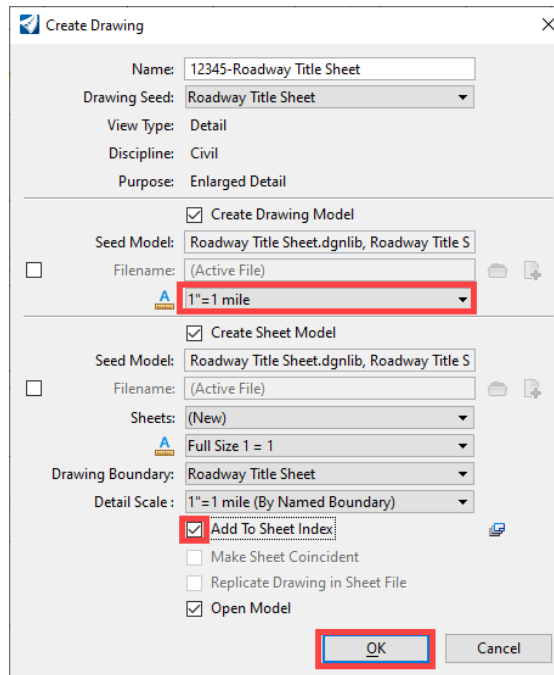 Create Drawing
Name: 12345-Roadway Title Sheet
Drawing Seed: Roadway Title Sheet
View Type: Detail
Discipline: Civil
Purpose: Enlarged Detail
Create Drawing Model
Seed Model: Roadway Title Sheet.dgnlib, Roadway Title S
Filename: (Active File)
A 1"=1 mile
Create Sheet Model
Seed Model: Roadway Title Sheet.dgnlib, Roadway Title S
Filename: (Active File)
Sheets: (New)
A Full Size 1 = 1
Drawing Boundary: Roadway Title Sheet
Detail Scale : 1"=1 mile (By Named Boundary)
Add To Sheet Index
Make Sheet Coincident
Replicate Drawing in Sheet File
Open Model
OK Cancel